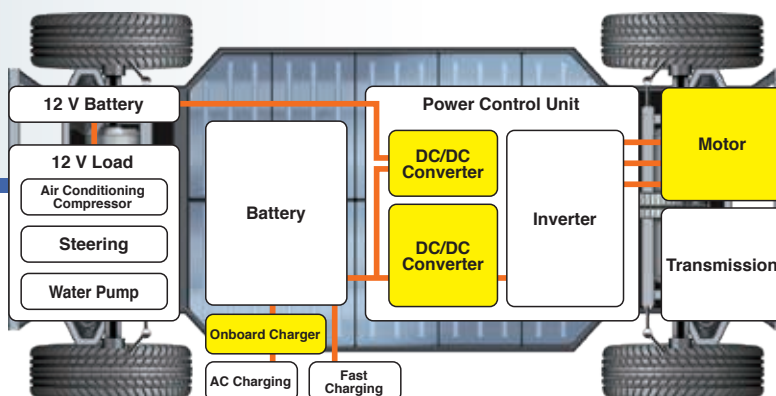 12 V Battery
12 V Load
Air Conditioning
Compressor
Steering
Water Pump
Battery
Onboard Charger
AC Charging
Fast
Charging
Power Control Unit
DC/DC
Converter
DC/DC
Converter
Inverter
Motor
Transmission